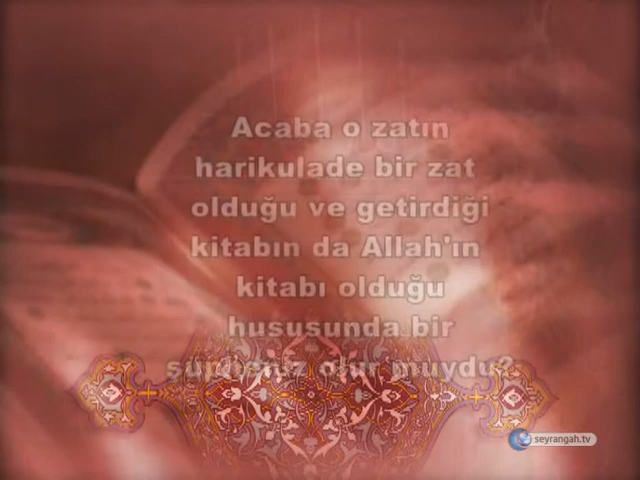 Acaba o zatın
harikulade bir zat
olduğu ve getirdiği
kitabın da Allah'ın
kitabı olduğu
hususunda bir
şüpheniz olur muydu?
seyrangah.tv